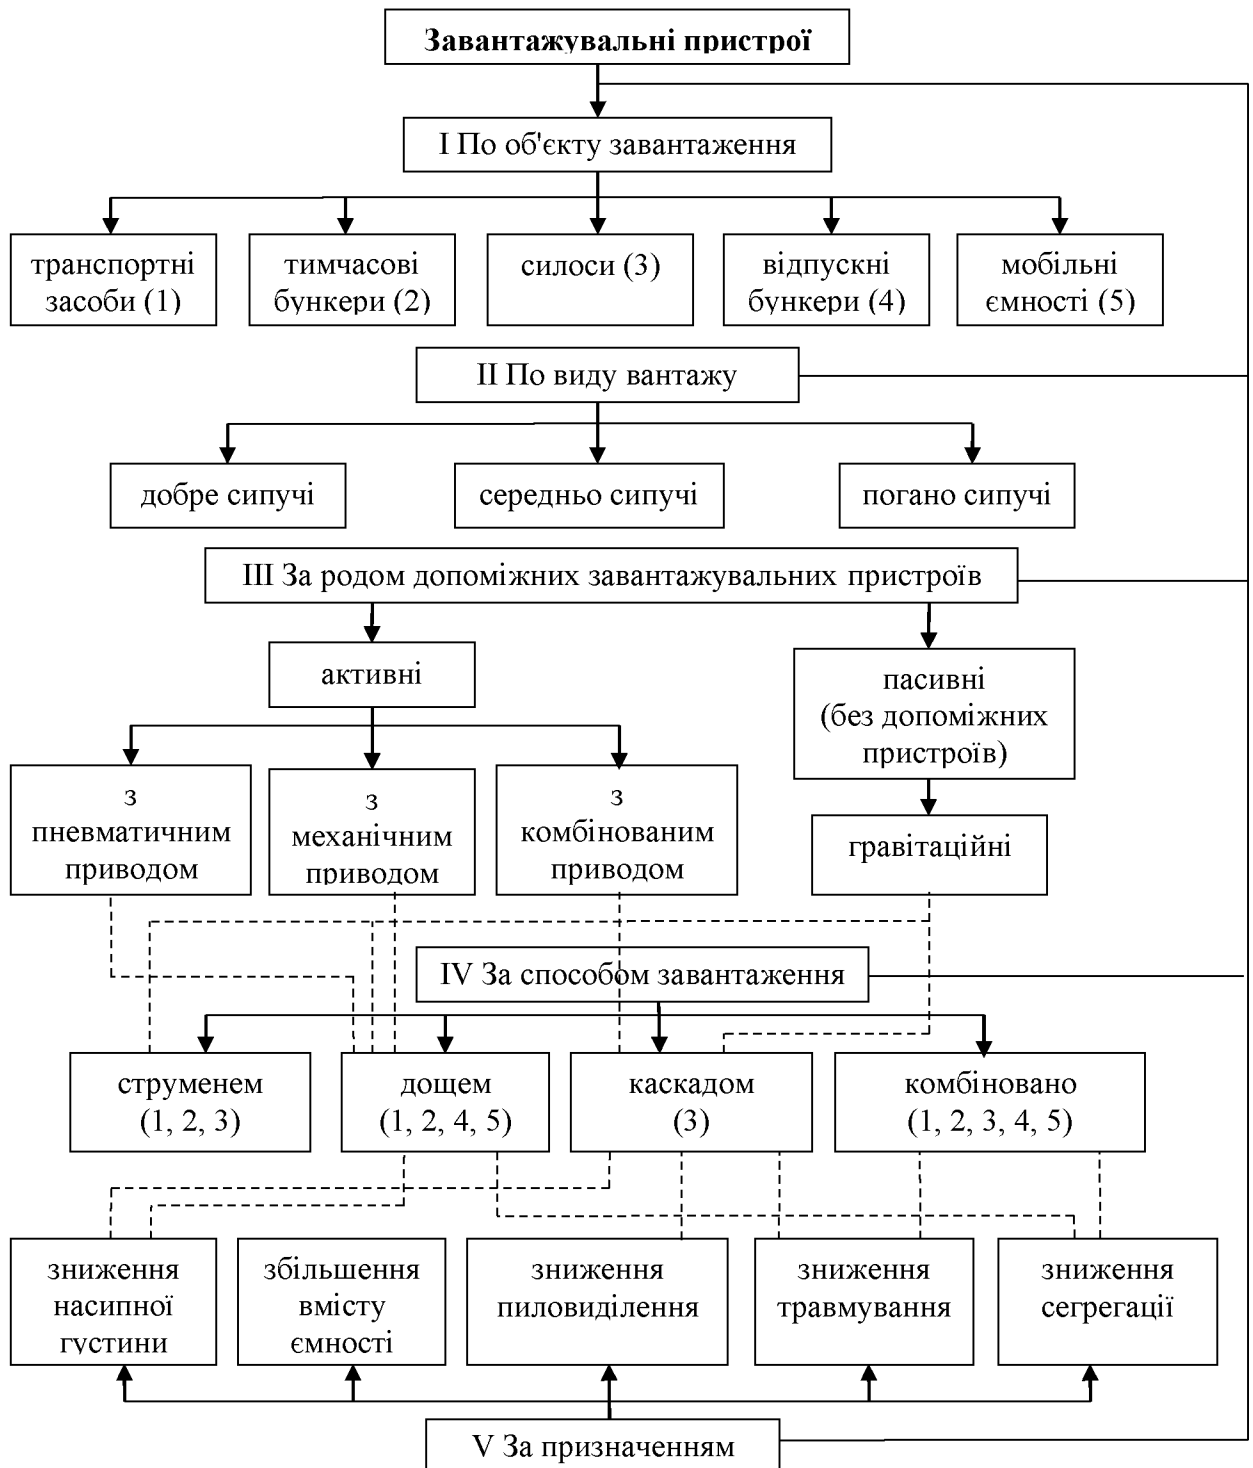 Завантажувальні пристрої
І По об'єкту завантаження
транспортні
засоби (1)
тимчасові
бункери (2)
силоси (3)
відпускні
бункери (4)
мобільні
ємності (5)
ІІ По виду вантажу
добре сипучі
середньо сипучі
погано сипучі
ІІІ За родом допоміжних завантажувальних пристроїв
активні
пасивні
(без допоміжних
пристроїв)
з
пневматичним
приводом
з
механічним
приводом
з
комбінованим
приводом
гравітаційні
IV За способом завантаження
струменем
(1, 2, 3)
дощем
(1, 2, 4, 5)
каскадом
(3)
комбіновано
(1, 2, 3, 4, 5)
зниження
насипної
густини
збільшення
вмісту
ємності
зниження
пиловиділення
зниження
травмування
зниження
сегрегації
V За призначенням